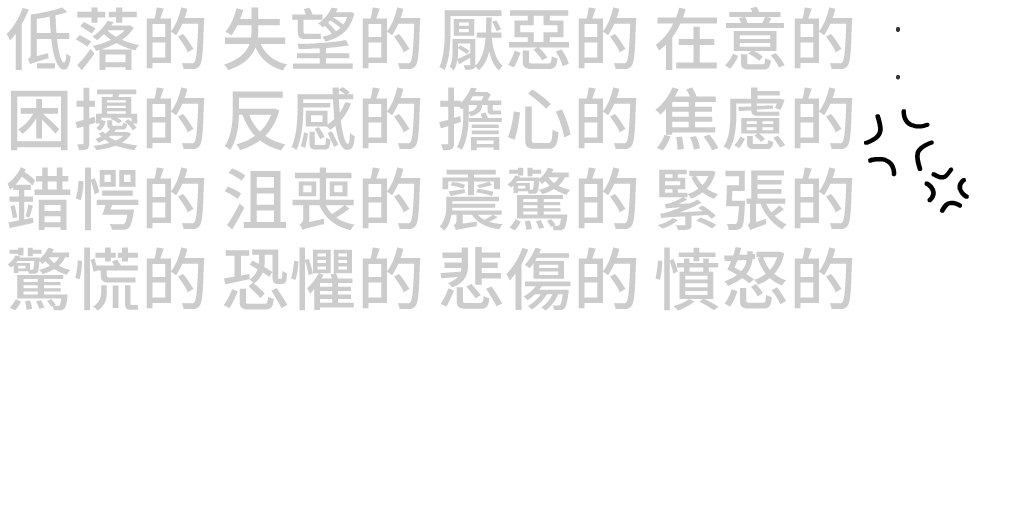 低落的 失望的 厭惡的 在意的
困擾的 反感的 擔心的 焦慮的
錯愕的 沮喪的 震驚的 緊張的
驚慌的 恐懼的 悲傷的 憤怒的